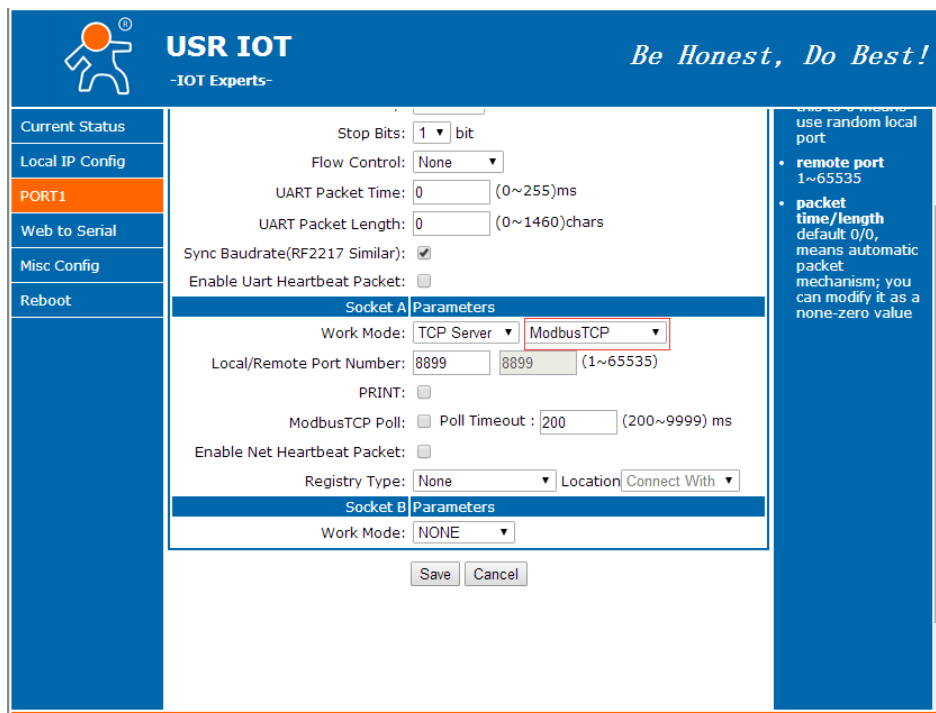 ®
USR IOT
-IOT Experts-
Be Honest, Do Best!
Current Status
Local IP Config
PORT1
Web to Serial
Misc Config
Reboot
Stop Bits: 1 bit
Flow Control: None
UART Packet Time: 0 (0~255)ms
UART Packet Length: 0 (0~1460)chars
Sync Baudrate(RF2217 Similar):
Enable Uart Heartbeat Packet:
Socket A Parameters
Work Mode: TCP Server ModbusTCP
Local/Remote Port Number: 8899 8899 (1~65535)
PRINT:
ModbusTCP Poll: Poll Timeout : 200 (200~9999) ms
Enable Net Heartbeat Packet:
Registry Type: None Location Connect With
Socket B Parameters
Work Mode: NONE
Save Cancel
this to 0 means
use random local
port
• remote port
1~65535
• packet
time/length
default 0/0,
means automatic
packet
mechanism; you
can modify it as a
none-zero value